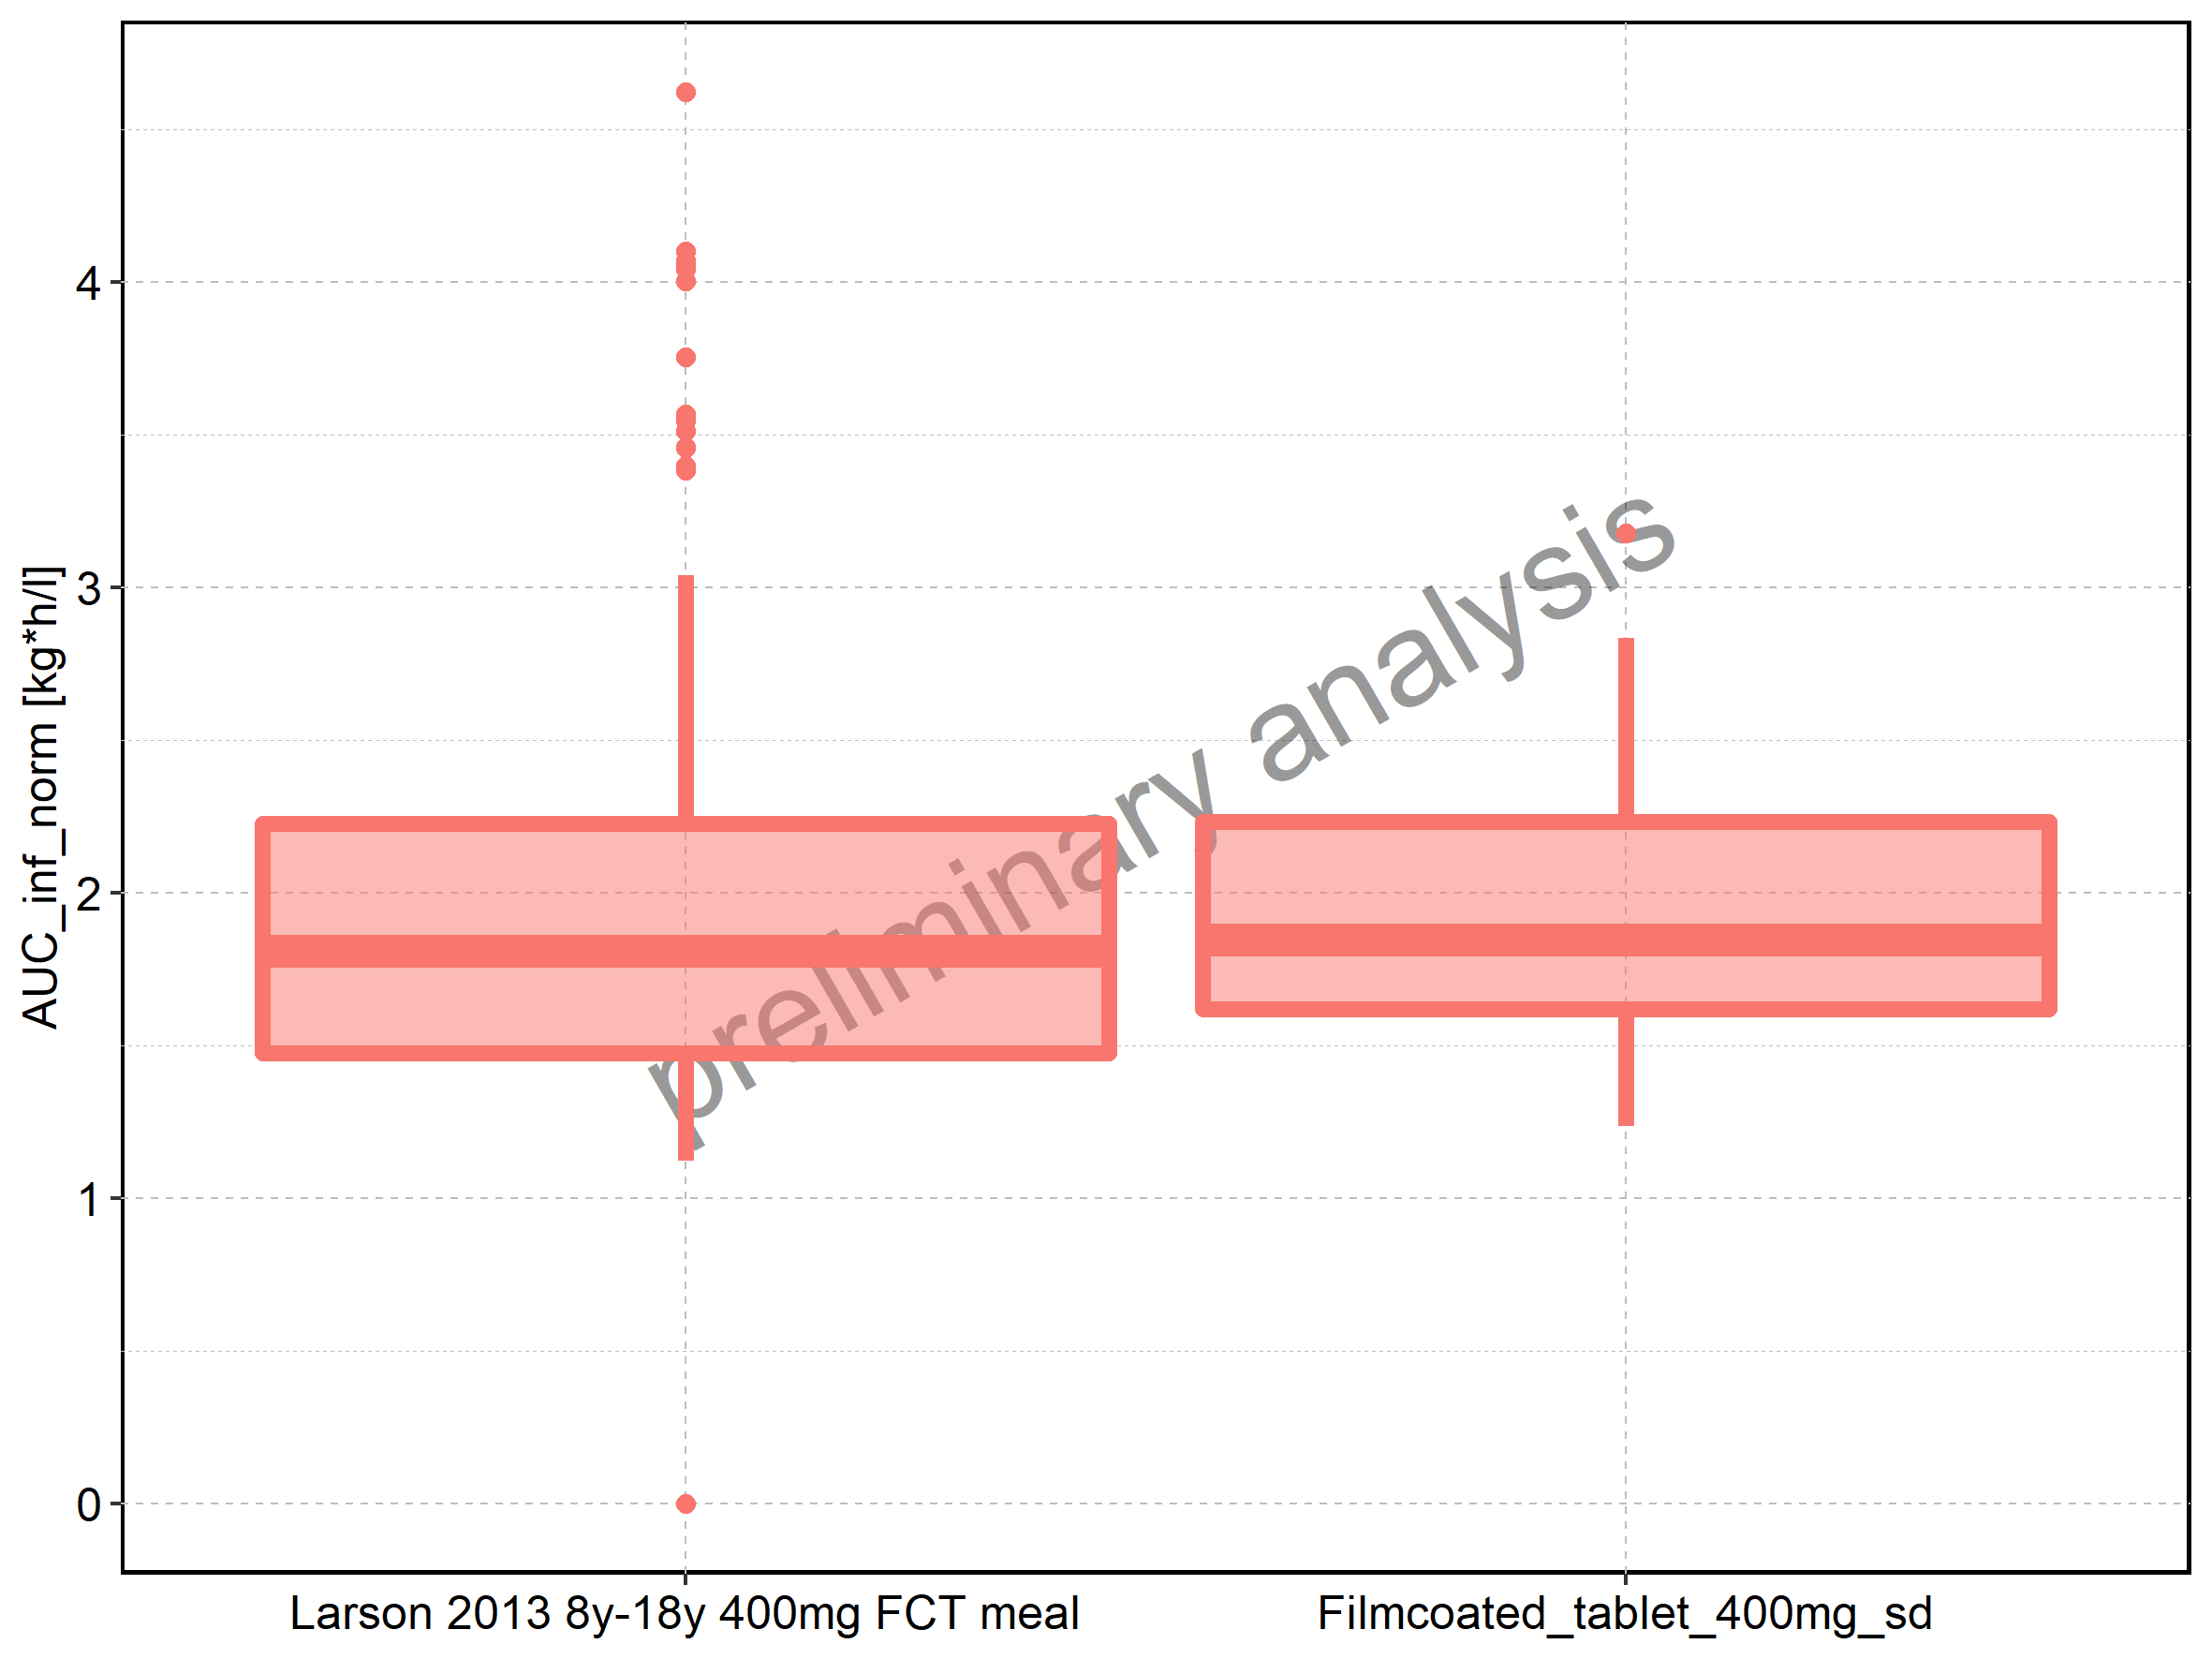 AUC_inf_norm [kg*h/l]
4
3
2
1
0
preliminary analysis
Larson 2013 8y-18y 400mg FCT meal
Filmcoated_tablet_400mg_sd